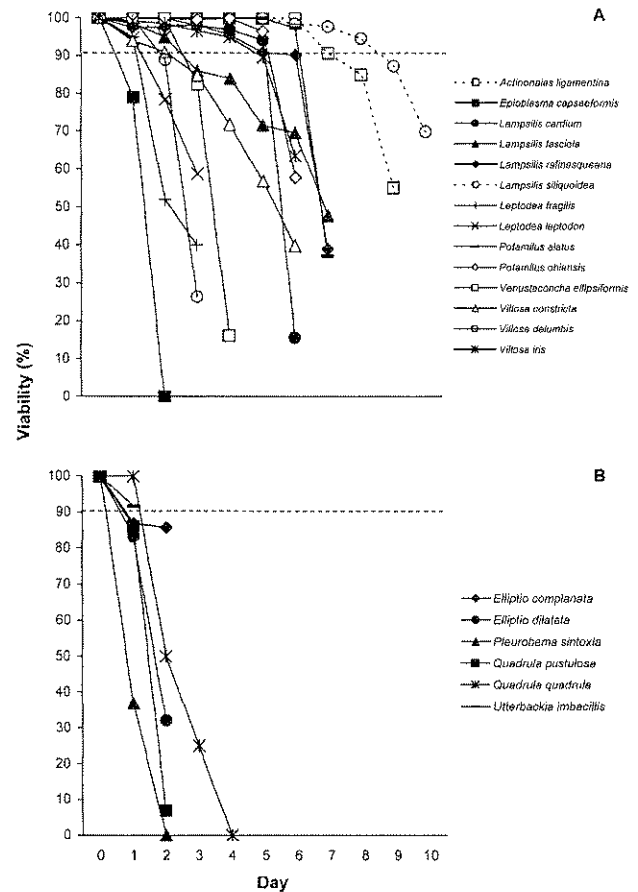 A
100
90
80
70
60
50
40
30
20
10
0
Viability (%)
Actinonaias ligamentina
Epioblasma capsaeformis
Lampsilis cardium
Lampsilis fasciola
Lampsilis rafinesqueana
Lampsilis siliquoidea
Leptodea fragilis
Leptodea leptodon
Potamilus alatus
Potamilus ohiensis
Venustaconcha ellipsiformis
Villosa constricta
Villosa delumbis
Villosa iris
B
100
90
80
70
60
50
40
30
20
10
0
Elliptio complanata
Elliptio dilatata
Pleurobema sintoxia
Quadrula pustulosa
Quadrula quadrula
Utterbackia imbecillis
0 1 2 3 4 5 6 7 8 9 10
Day